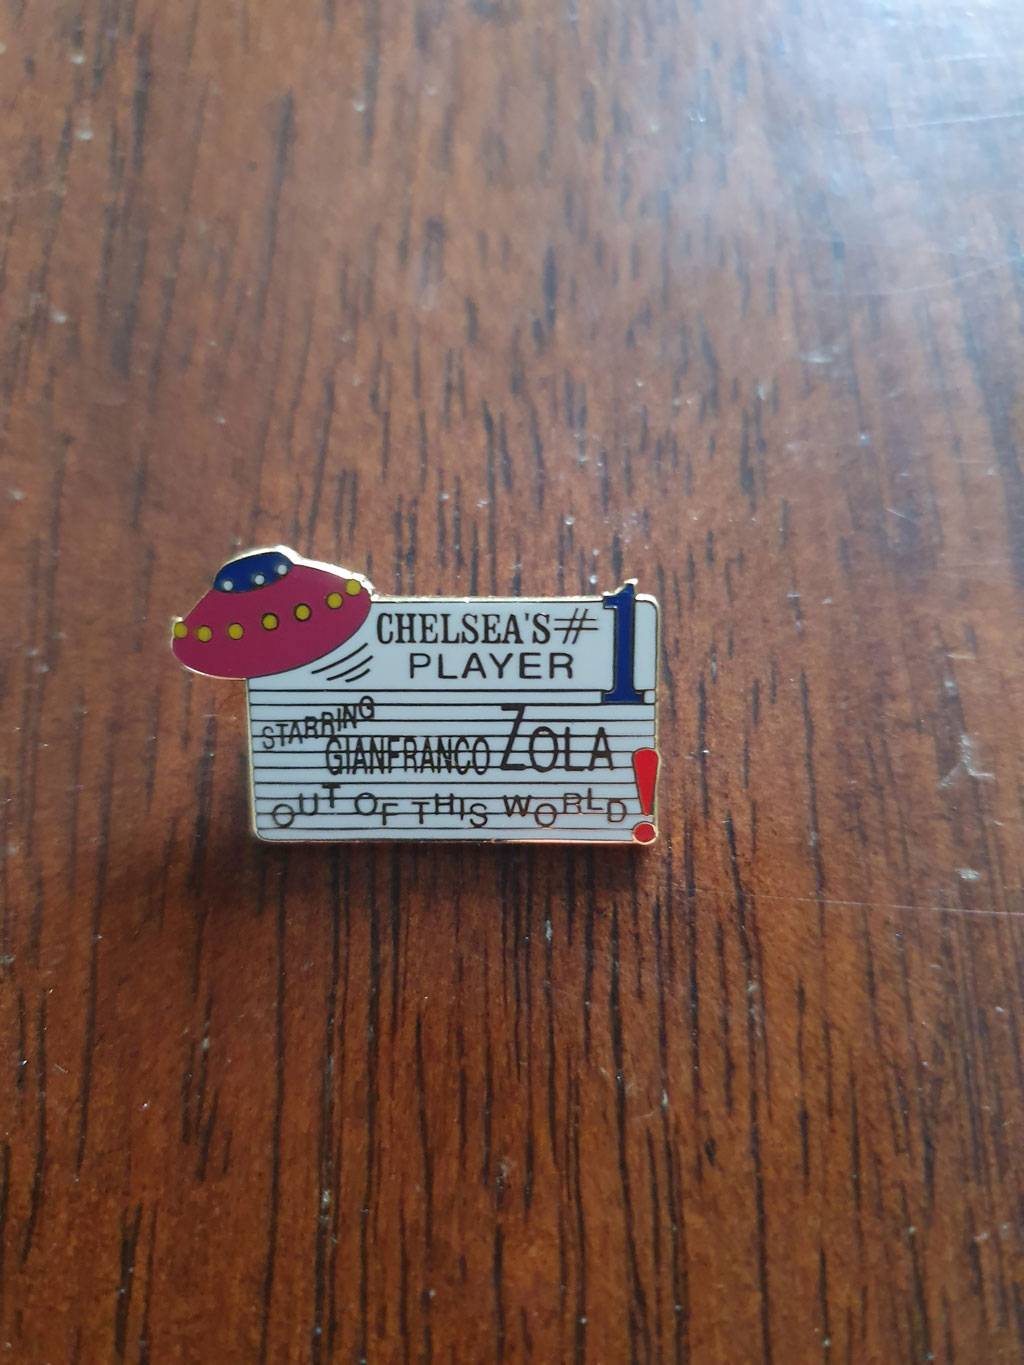 CHELSEA'S # 1
PLAYER
STARRING
GIANFRANCO ZOLA
OUT OF THIS WORLD!